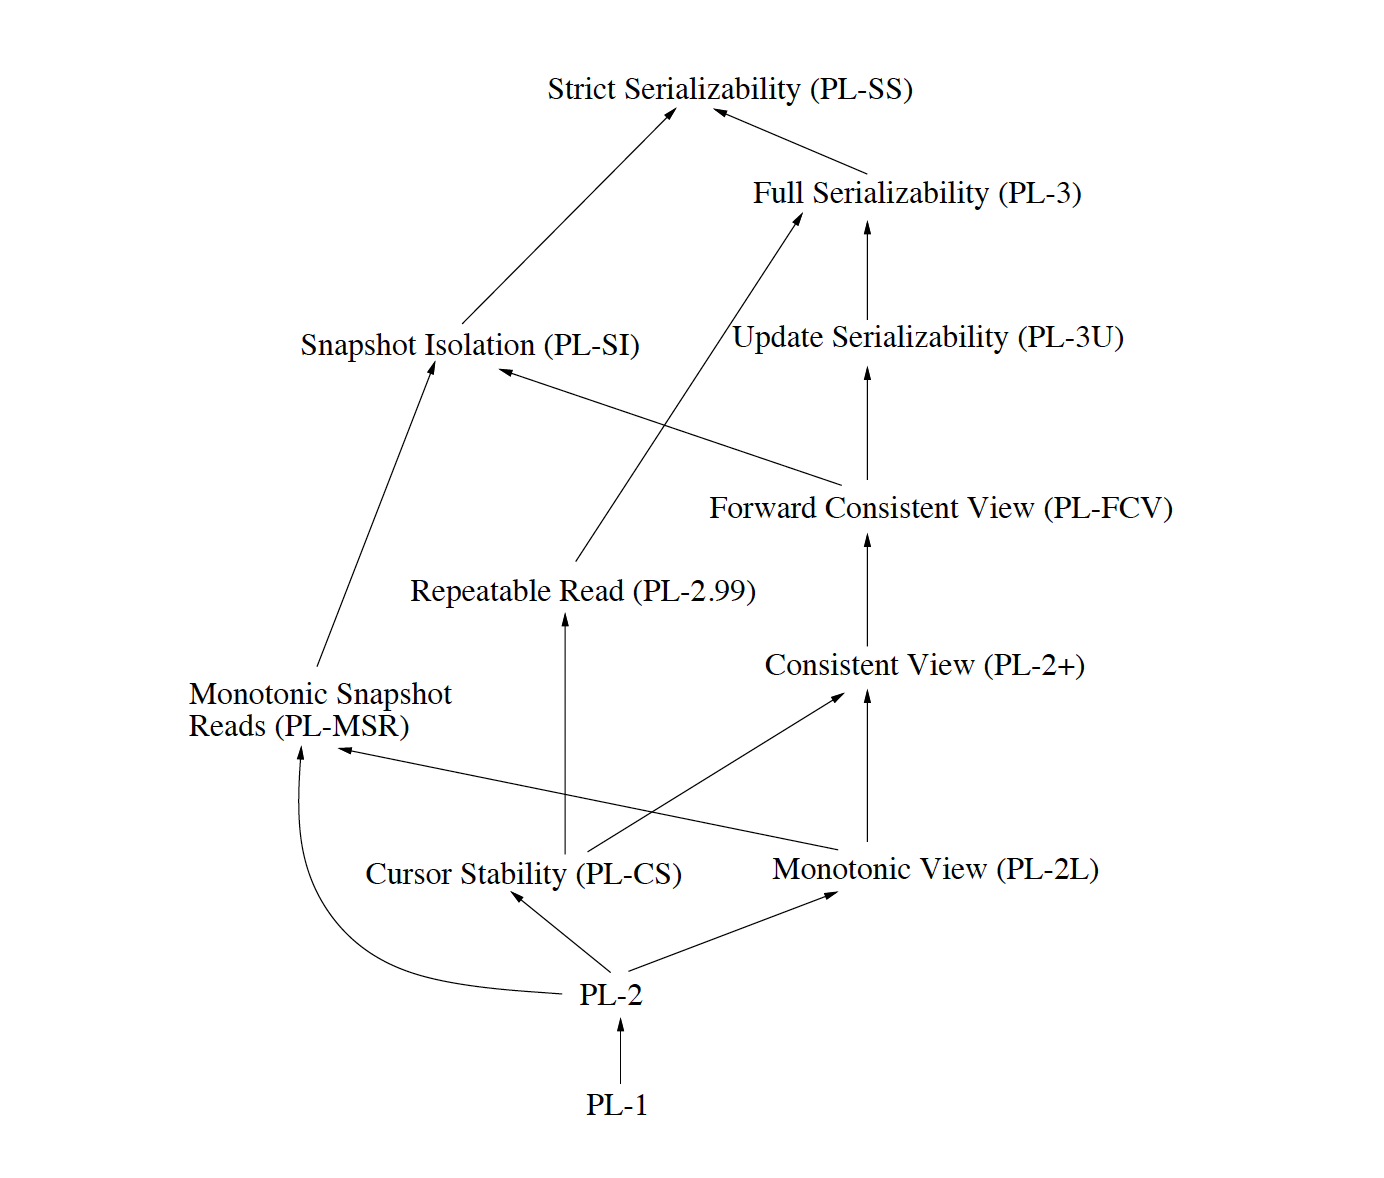 Strict Serializability (PL-SS)
Full Serializability (PL-3)
Update Serializability (PL-3U)
Snapshot Isolation (PL-SI)
Forward Consistent View (PL-FCV)
Repeatable Read (PL-2.99)
Consistent View (PL-2+)
Monotonic Snapshot
Reads (PL-MSR)
Cursor Stability (PL-CS)
Monotonic View (PL-2L)
PL-2
PL-1